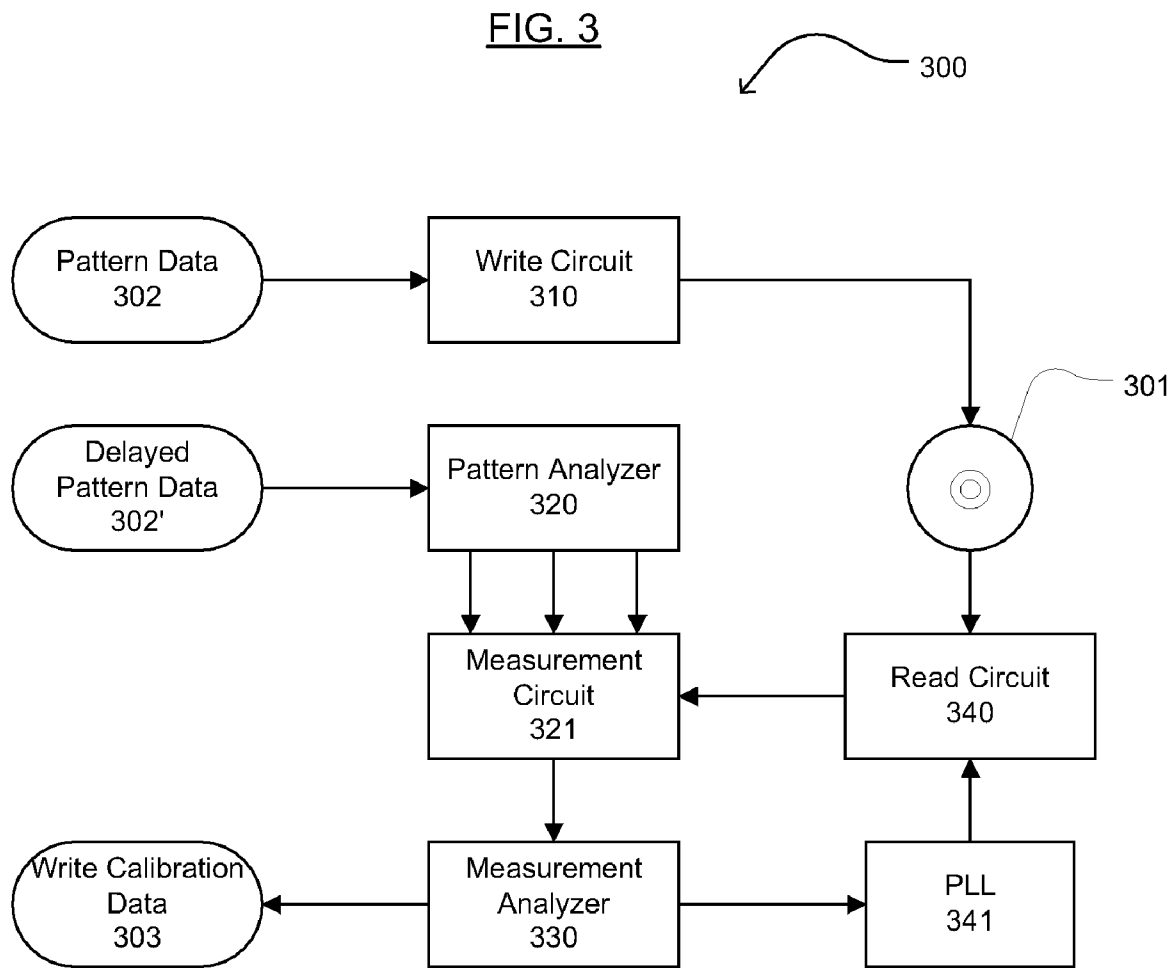 FIG. 3
300
Pattern Data
302
Write Circuit
310
301
Delayed
Pattern Data
302'
Pattern Analyzer
320
Measurement
Circuit
321
Read Circuit
340
Write Calibration
Data
303
Measurement
Analyzer
330
PLL
341